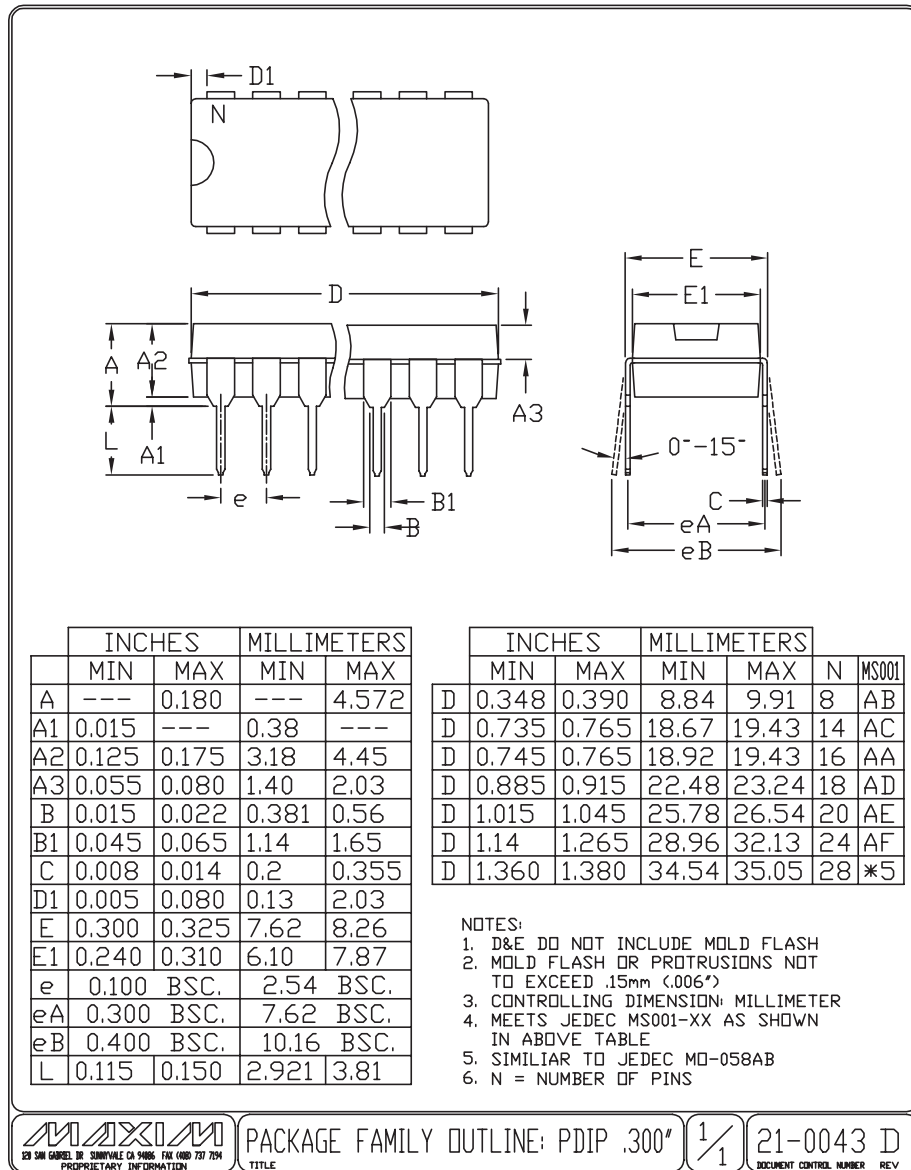 D1
N
E
D
E1
A
A2
A3
L
A1
0°-15°
e
B1
B
C
eA
eB
INCHES MILLIMETERS
MIN MAX MIN MAX
A --- 0.180 --- 4.572
A1 0.015 --- 0.38 ---
A2 0.125 0.175 3.18 4.45
A3 0.055 0.080 1.40 2.03
B 0.015 0.022 0.381 0.56
B1 0.045 0.065 1.14 1.65
C 0.008 0.014 0.2 0.355
D1 0.005 0.080 0.13 2.03
E 0.300 0.325 7.62 8.26
E1 0.240 0.310 6.10 7.87
e 0.100 BSC. 2.54 BSC.
eA 0.300 BSC. 7.62 BSC.
eB 0.400 BSC. 10.16 BSC.
L 0.115 0.150 2.921 3.81
INCHES MILLIMETERS
MIN MAX MIN MAX N MS001
D 0.348 0.390 8.84 9.91 8 AB
D 0.735 0.765 18.67 19.43 14 AC
D 0.745 0.765 18.92 19.43 16 AA
D 0.885 0.915 22.48 23.24 18 AD
D 1.015 1.045 25.78 26.54 20 AE
D 1.14 1.265 28.96 32.13 24 AF
D 1.360 1.380 34.54 35.05 28 *5
NOTES:
1. D&E DO NOT INCLUDE MOLD FLASH
2. MOLD FLASH OR PROTRUSIONS NOT
TO EXCEED .15mm (.006")
3. CONTROLLING DIMENSION: MILLIMETER
4. MEETS JEDEC MS001-XX AS SHOWN
IN ABOVE TABLE
5. SIMILIAR TO JEDEC MO-058AB
6. N = NUMBER OF PINS
MAXIM
120 SAN GABRIEL DR SUNNYVALE CA 94086 FAX (408) 737 7194
PROPRIETARY INFORMATION
PACKAGE FAMILY OUTLINE: PDIP .300"
TITLE
1/1
21-0043 D
DOCUMENT CONTROL NUMBER REV